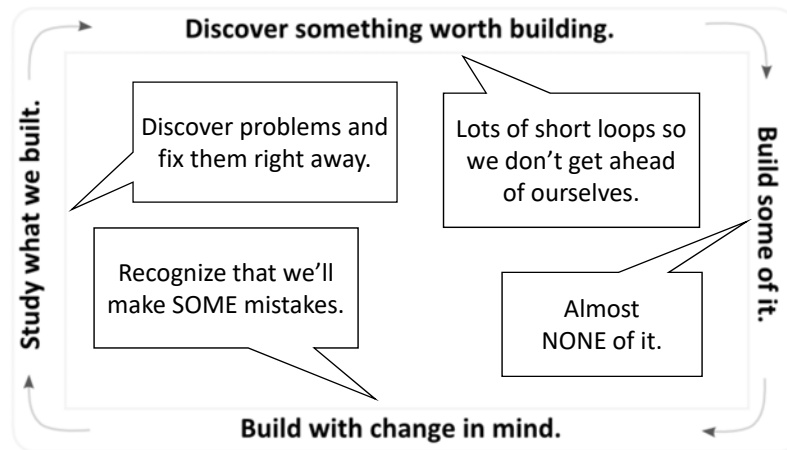 Discover something worth building.
Discover problems and
fix them right away.
Lots of short loops so
we don’t get ahead
of ourselves.
Build some of it.
Study what we built.
Recognize that we’ll
make SOME mistakes.
Almost
NONE of it.
Build with change in mind.